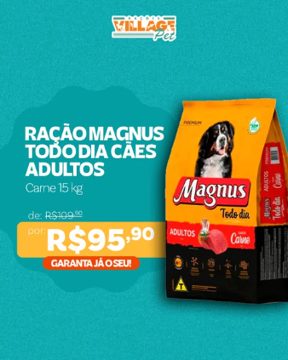 VILLAGE
Pet
RAÇÃO MAGNUS
TODO DIA CÃES
ADULTOS
Carne 15 kg
de: R$109,90
por:
R$95,90
GARANTA JÁ O SEU!
PREMIUM
Magnus
Todo dia
ADULTOS
Carne